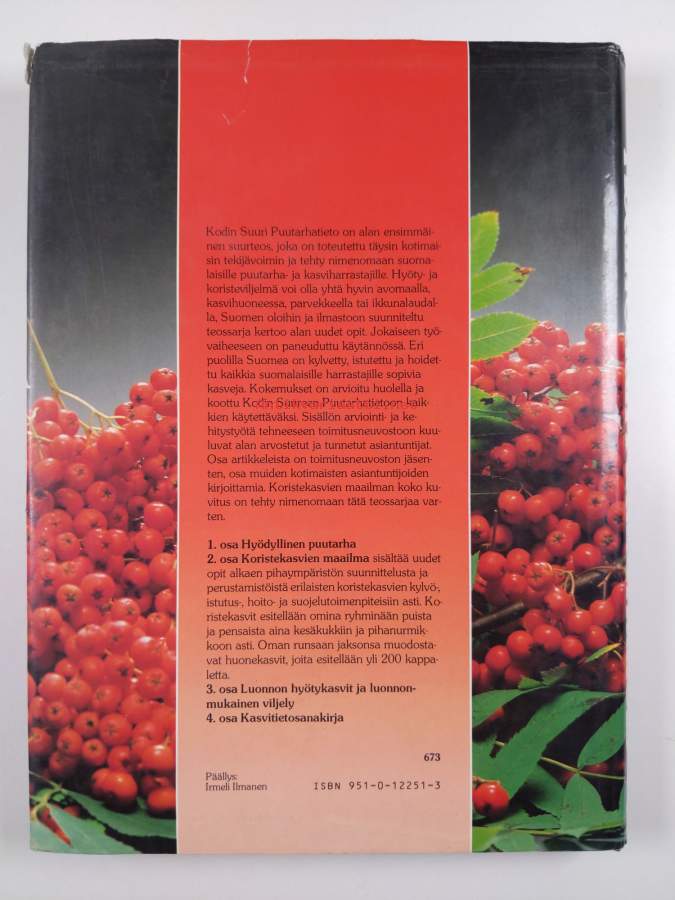 Kodin Suuri Puutarhatieto on alan ensimmäi-
nen suurteos, joka on toteutettu täysin kotimai-
sin tekijävoimin ja tehty nimenomaan suoma-
laisille puutarha- ja kasviharrastajille. Hyöty- ja
koristeviljelmä voi olla yhtä hyvin avomaalla,
kasvihuoneessa, parvekkeella tai ikkunalaudal-
la, Suomen oloihin ja ilmastoon suunniteltu
teossarja kertoo alan uudet opit. Jokaiseen työ-
vaiheeseen on paneuduttu käytännössä. Eri
puolilla Suomea on kylvetty, istutettu ja hoidet-
tu kaikkia suomalaisille harrastajille sopivia
kasveja. Kokemukset on arvioitu huolella ja
koottu Kodin Suureen Puutarhatietoon kaik-
kien käytettäväksi. Sisällön arviointi- ja ke-
hitystyötä tehneeseen toimitusneuvostoon kuu-
luvat alan arvostetut ja tunnetut asiantuntijat.
Osa artikkeleista on toimitusneuvoston jäsen-
ten, osa muiden kotimaisten asiantuntijoiden
kirjoittamia. Koristekasvien maailman koko ku-
vitus on tehty nimenomaan tätä teossarjaa var-
ten.
1. osa Hyödyllinen puutarha
2. osa Koristekasvien maailma sisältää uudet
opit alkaen pihaympäristön suunnittelusta ja
perustamistöistä erilaisten koristekasvien kylvö-,
istutus-, hoito- ja suojelutoimenpiteisiin asti. Ko-
ristekasvit esitellään omina ryhminään puista
ja pensaista aina kesäkukkiin ja pihanurmik-
koon asti. Oman runsaan jaksonsa muodosta-
vat huonekasvit, joita esitellään yli 200 kappa-
letta.
3. osa Luonnon hyötykasvit ja luonnon-
mukainen viljely
4. osa Kasvitietosanakirja
673
Päällys:
Irmeli Ilmanen
ISBN 951-0-12251-3